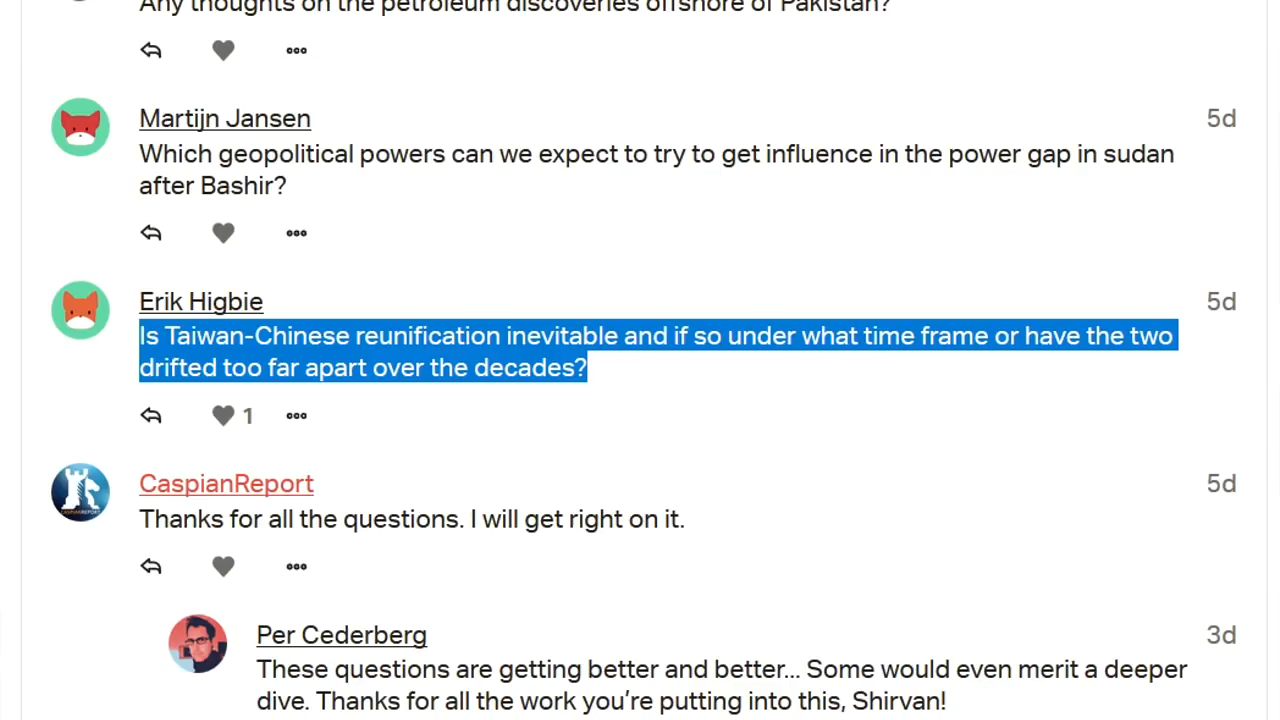 Any thoughts on the petroleum discoveries offshore of Pakistan?
Martijn Jansen 5d
Which geopolitical powers can we expect to try to get influence in the power gap in sudan
after Bashir?
Erik Higbie 5d
Is Taiwan-Chinese reunification inevitable and if so under what time frame or have the two
drifted too far apart over the decades?
1
CaspianReport 5d
Thanks for all the questions. I will get right on it.
Per Cederberg 3d
These questions are getting better and better... Some would even merit a deeper
dive. Thanks for all the work you’re putting into this, Shirvan!